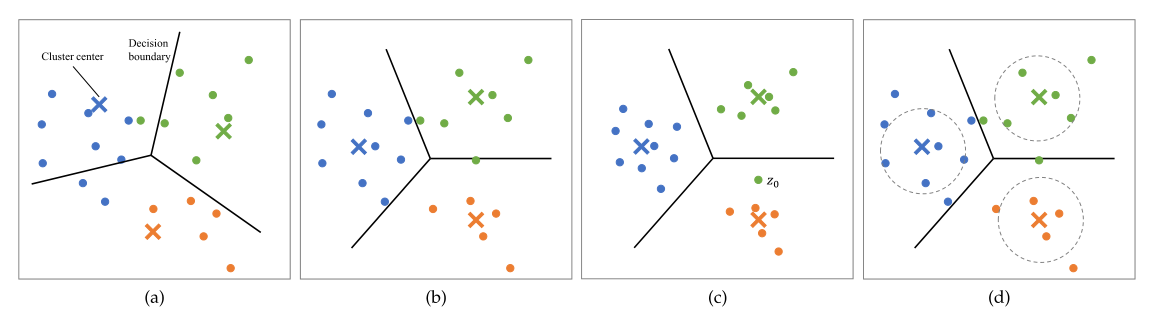 Decision
Cluster center
boundary
z₀
(a)
(b)
(c)
(d)